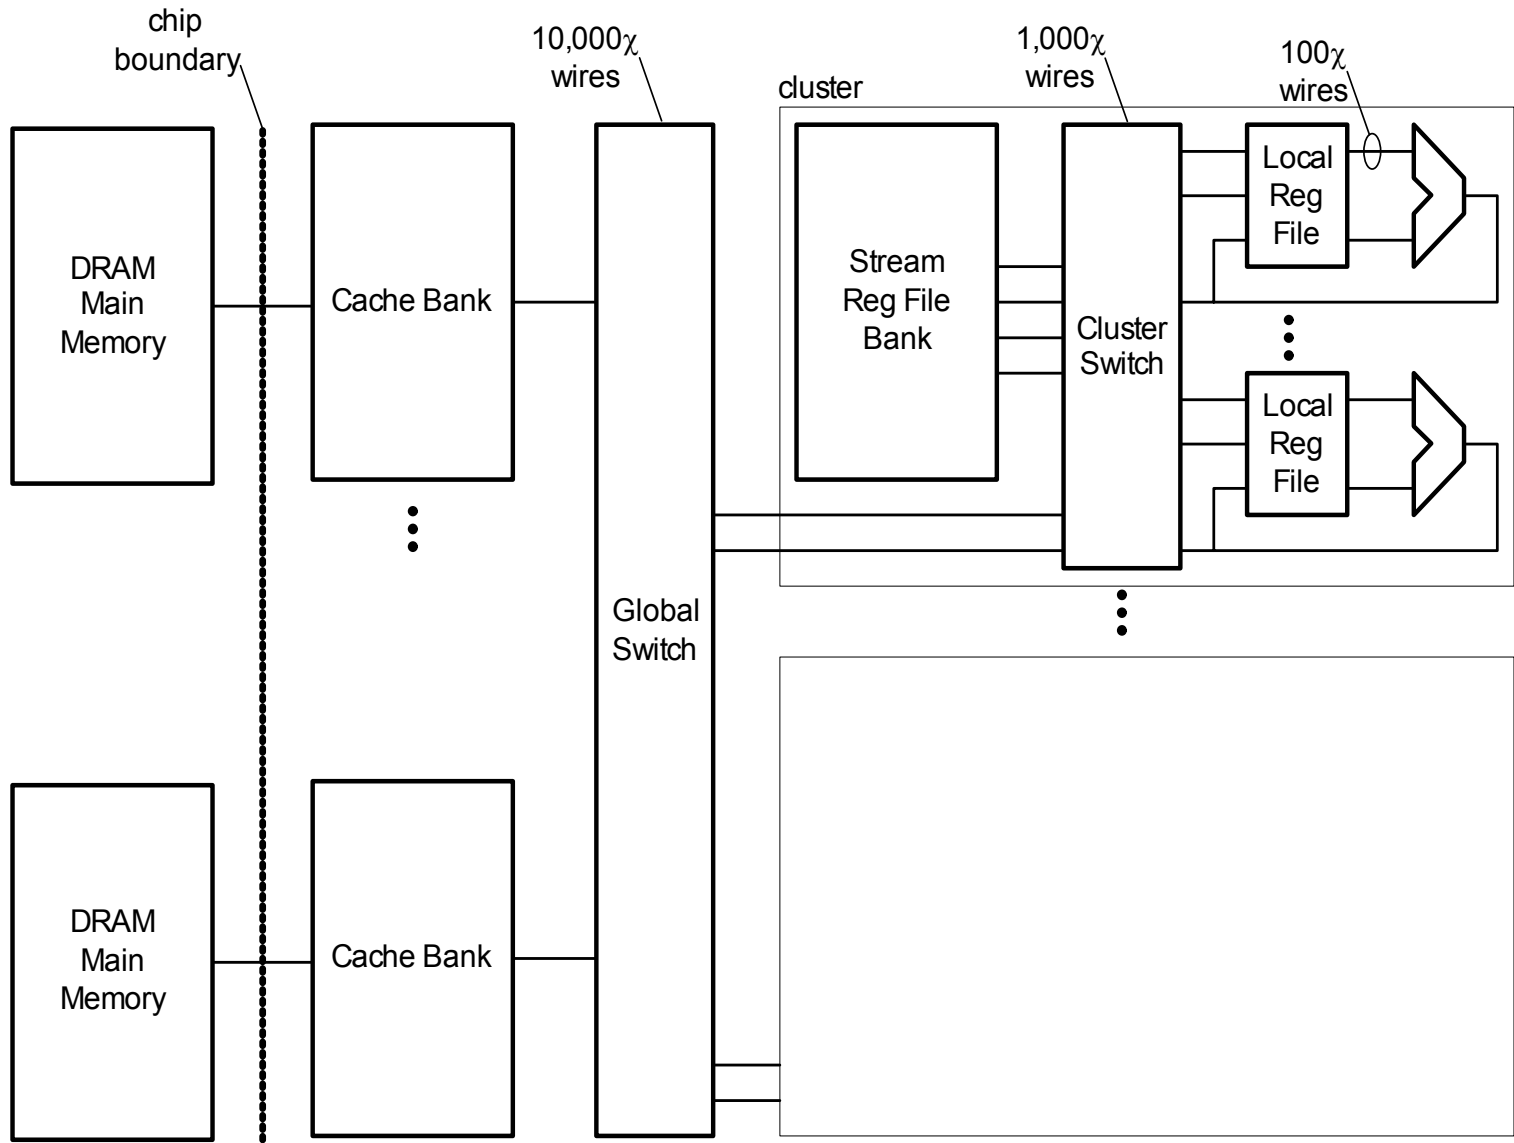 chip
boundary
10,000χ
wires
1,000χ
wires
100χ
wires
cluster
DRAM
Main
Memory
Cache Bank
Stream
Reg File
Bank
Cluster
Switch
Local
Reg
File
Local
Reg
File
Global
Switch
DRAM
Main
Memory
Cache Bank